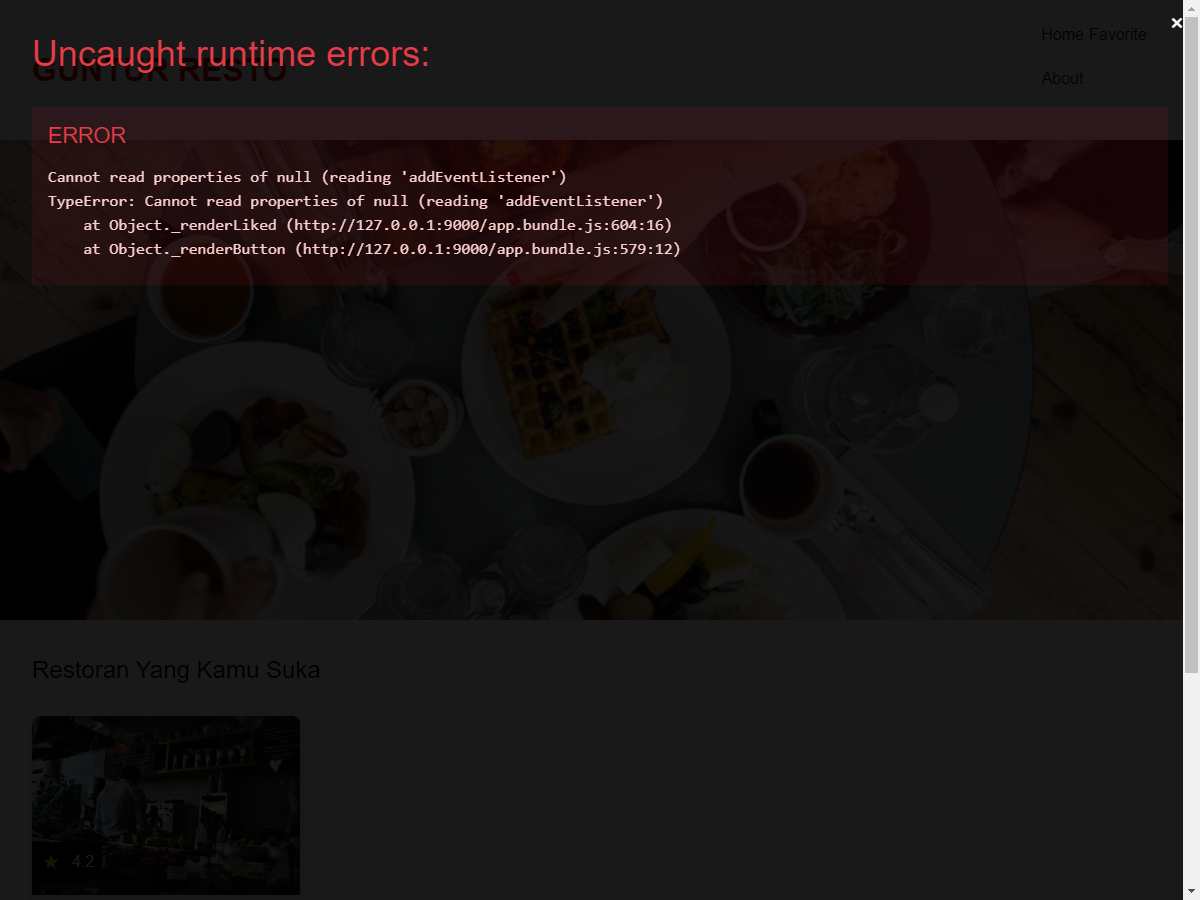 Uncaught runtime errors:
GUNTUR RESTO
Home Favorite
About
×
ERROR
Cannot read properties of null (reading 'addEventListener')
TypeError: Cannot read properties of null (reading 'addEventListener')
at Object._renderLiked (http://127.0.0.1:9000/app.bundle.js:604:16)
at Object._renderButton (http://127.0.0.1:9000/app.bundle.js:579:12)
Restoran Yang Kamu Suka
★ 4.2